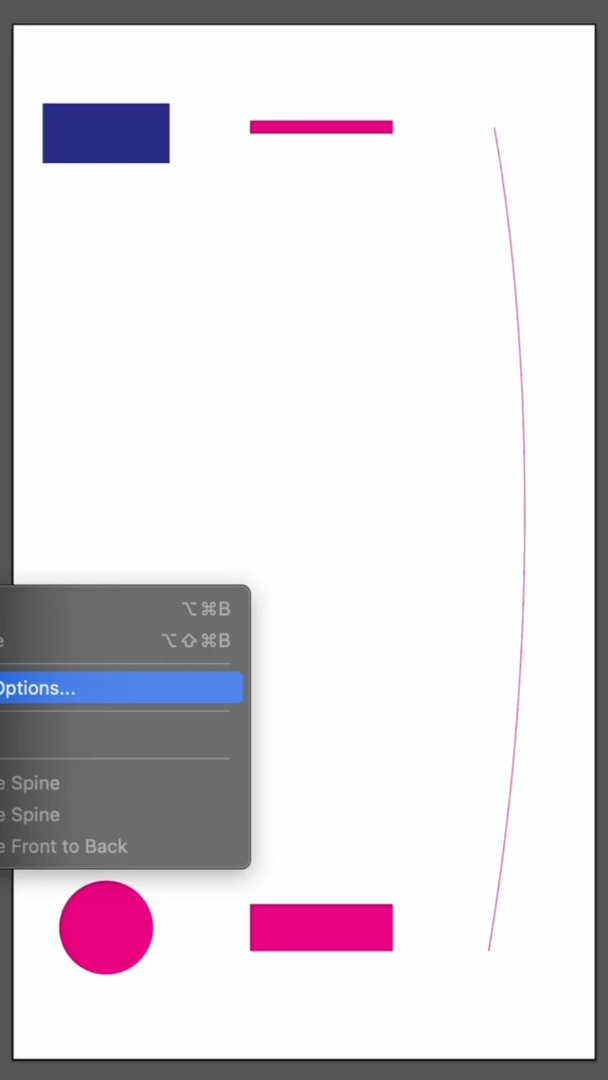 ⌥⌘B
e ⌥⇧⌘B
Options...
e Spine
e Spine
e Front to Back